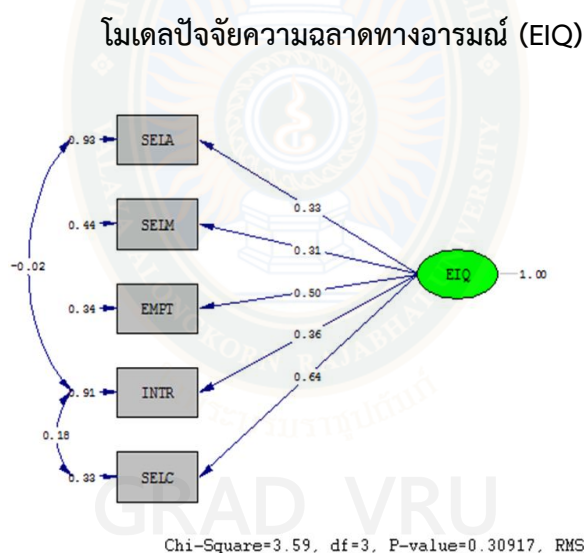 โมเดลปัจจัยความฉลาดทางอารมณ์ (EIQ)
0.93 SELA
0.33
0.44 SELM
0.31
-0.02
EIQ 1.00
0.34 EMPT
0.50
0.36
0.91 INTR
0.64
0.18
0.33 SELC
GRAD VRU
Chi-Square=3.59, df=3, P-value=0.30917, RMS